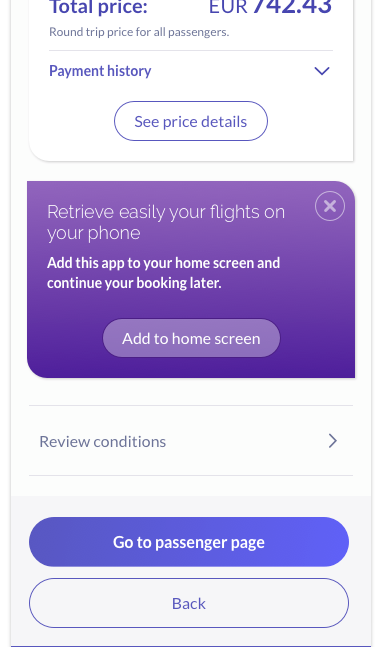 Total price: EUR 742.43
Round trip price for all passengers.
Payment history
See price details
Retrieve easily your flights on
your phone
Add this app to your home screen and
continue your booking later.
Add to home screen
Review conditions
Go to passenger page
Back